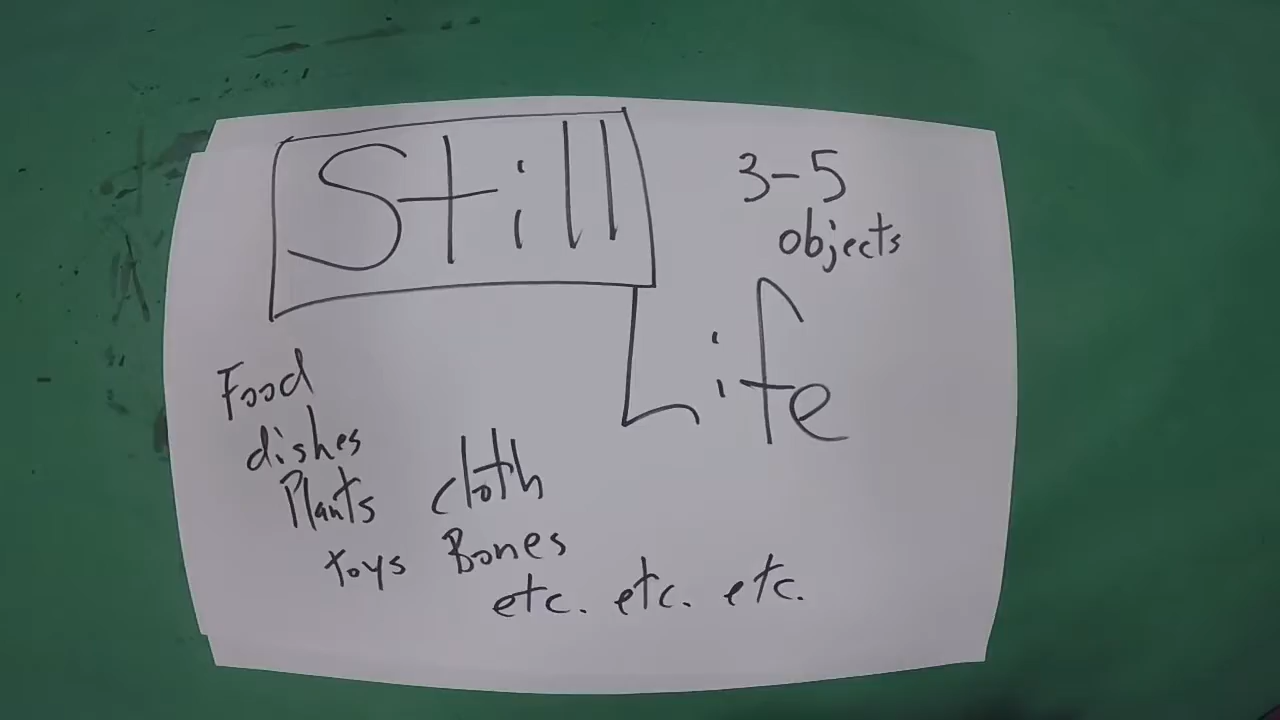 Still
3-5
objects
Life
Food
dishes
Plants cloth
toys Bones
etc. etc. etc.